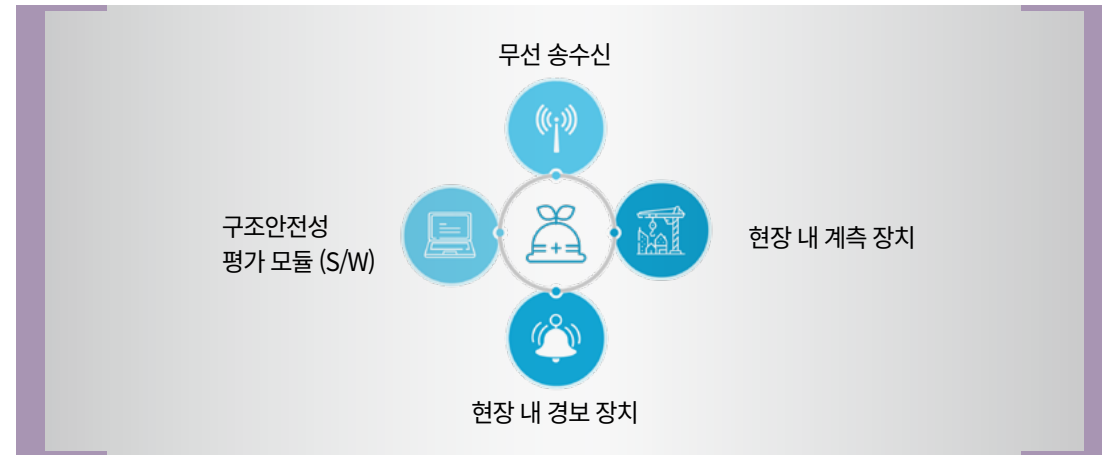 무선 송수신
구조안전성
평가 모듈 (S/W)
현장 내 계측 장치
현장 내 경보 장치